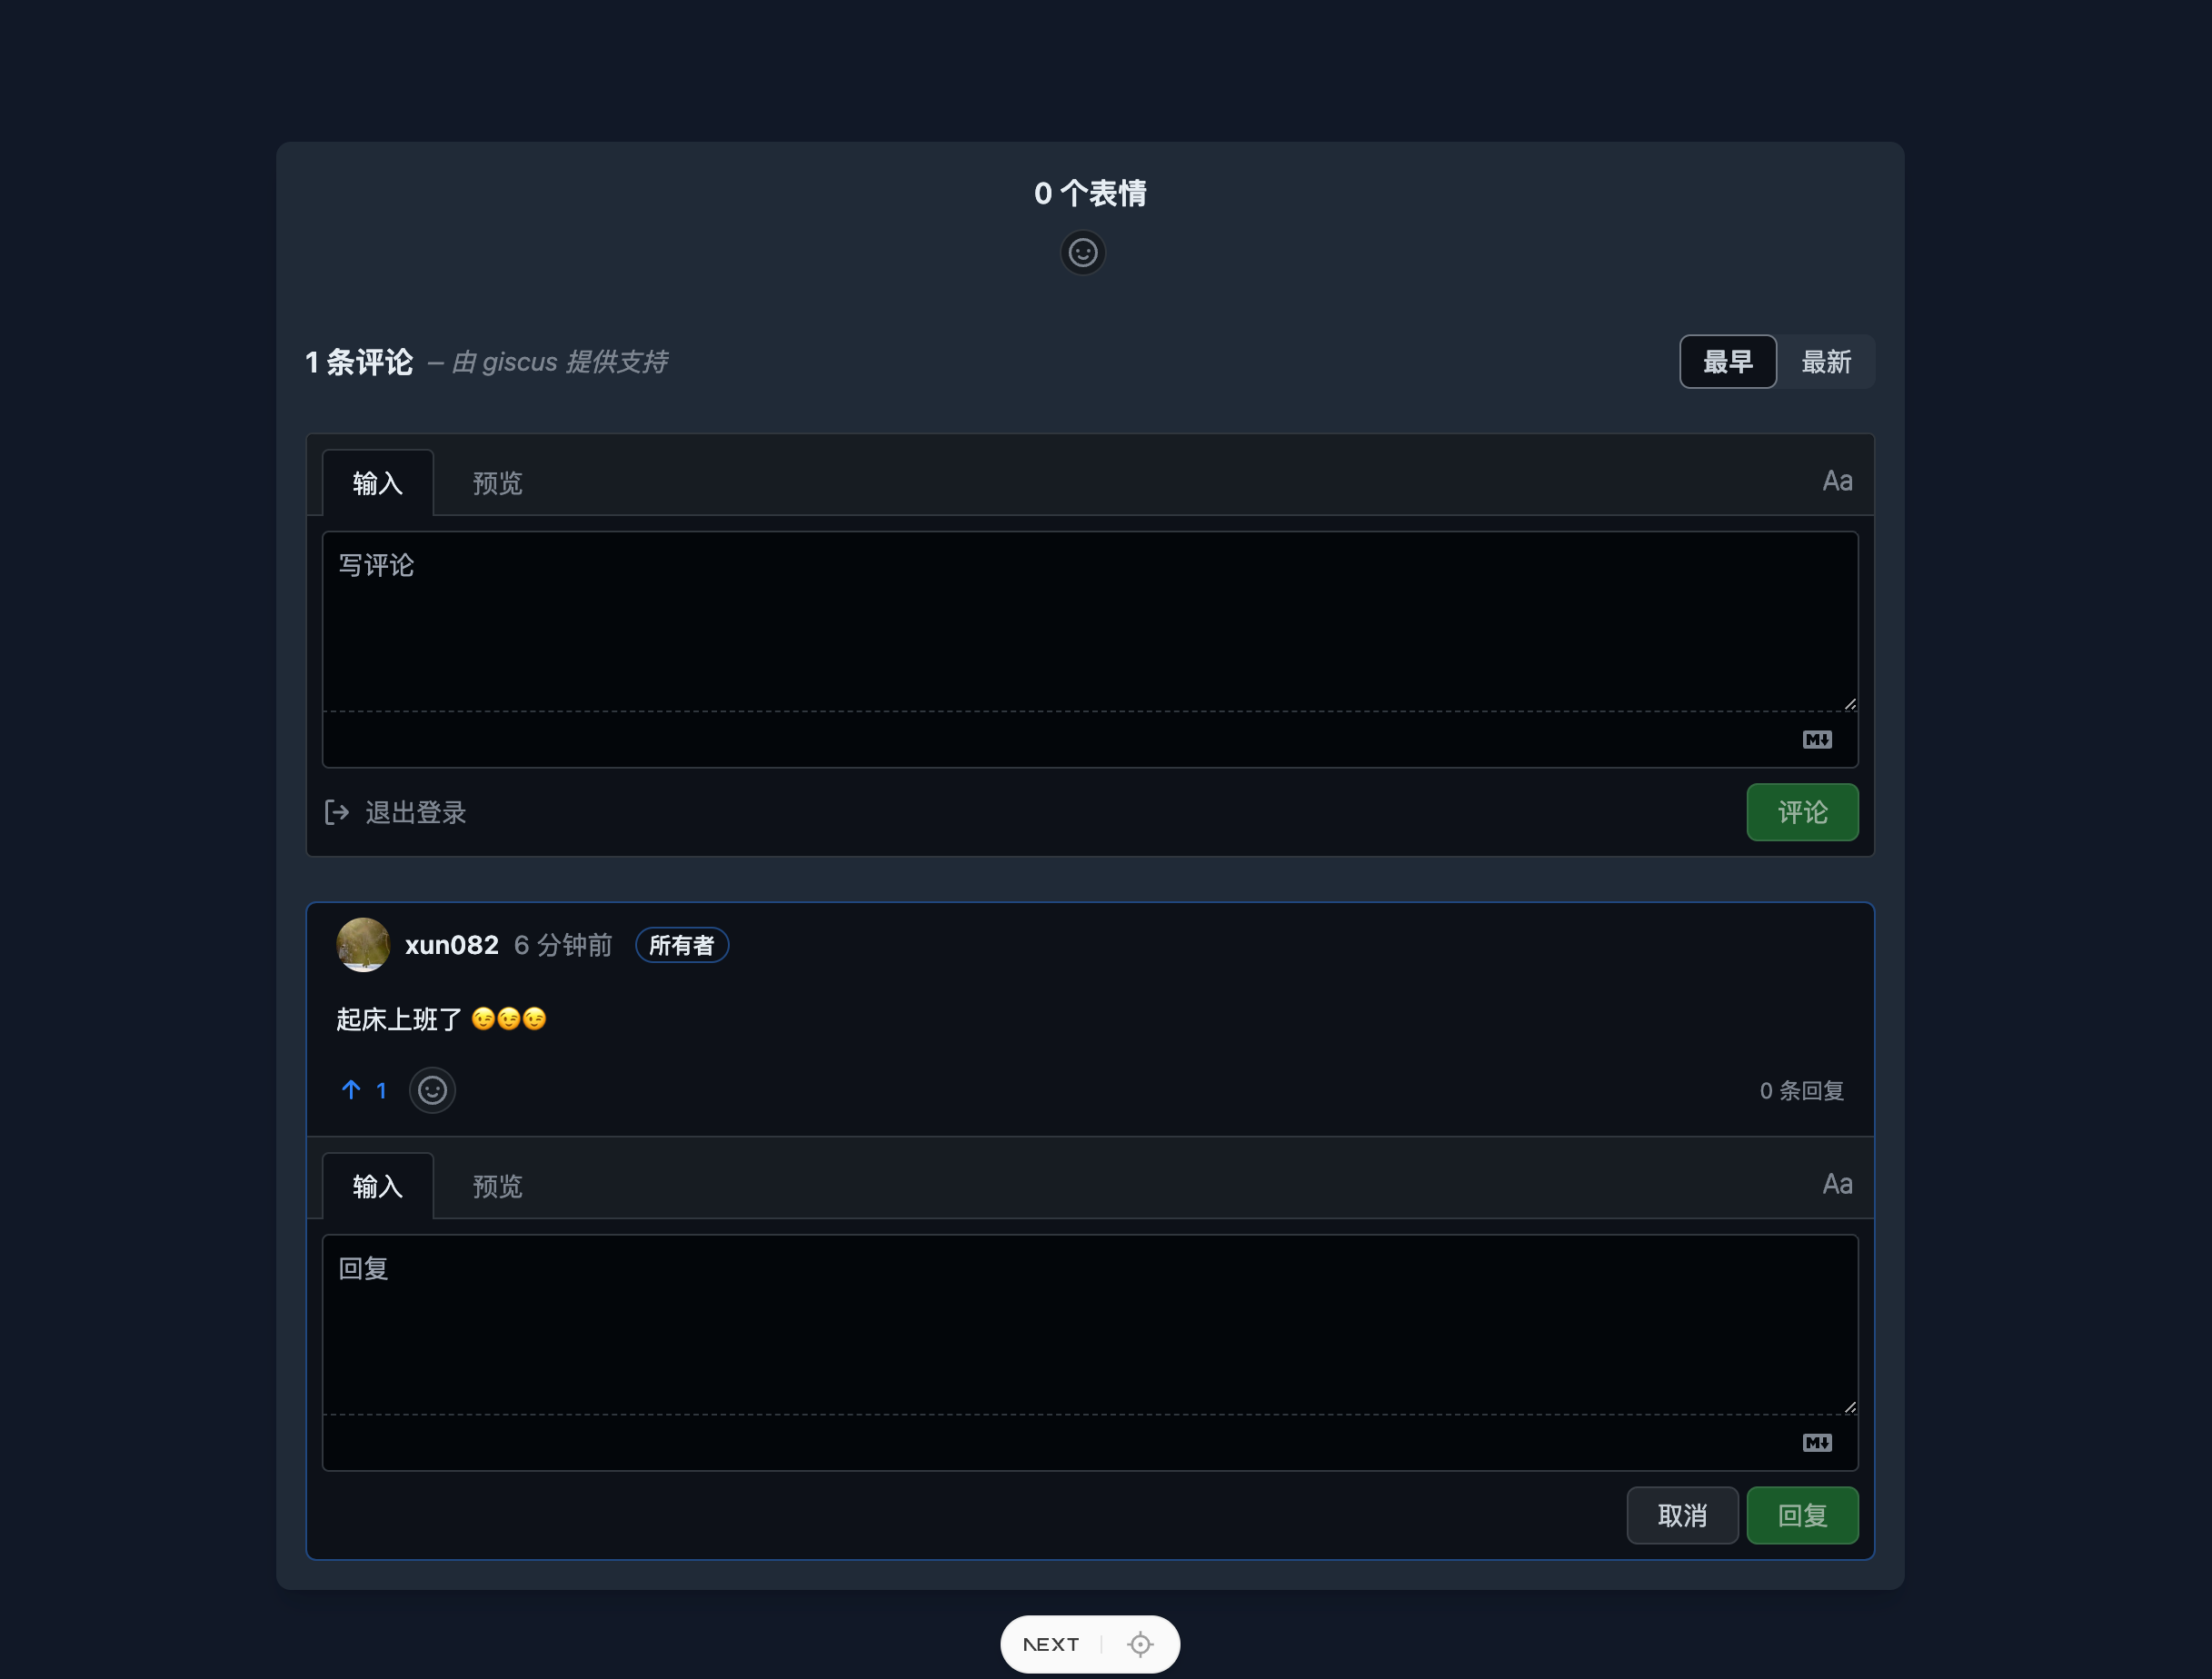 0 个表情
1 条评论 – 由 giscus 提供支持
最早 最新
输入 预览 Aa
写评论
M
退出登录 评论
xun082 6 分钟前 所有者
起床上班了 😉😉😉
↑ 1 0 条回复
输入 预览 Aa
回复
M
取消 回复
NEXT